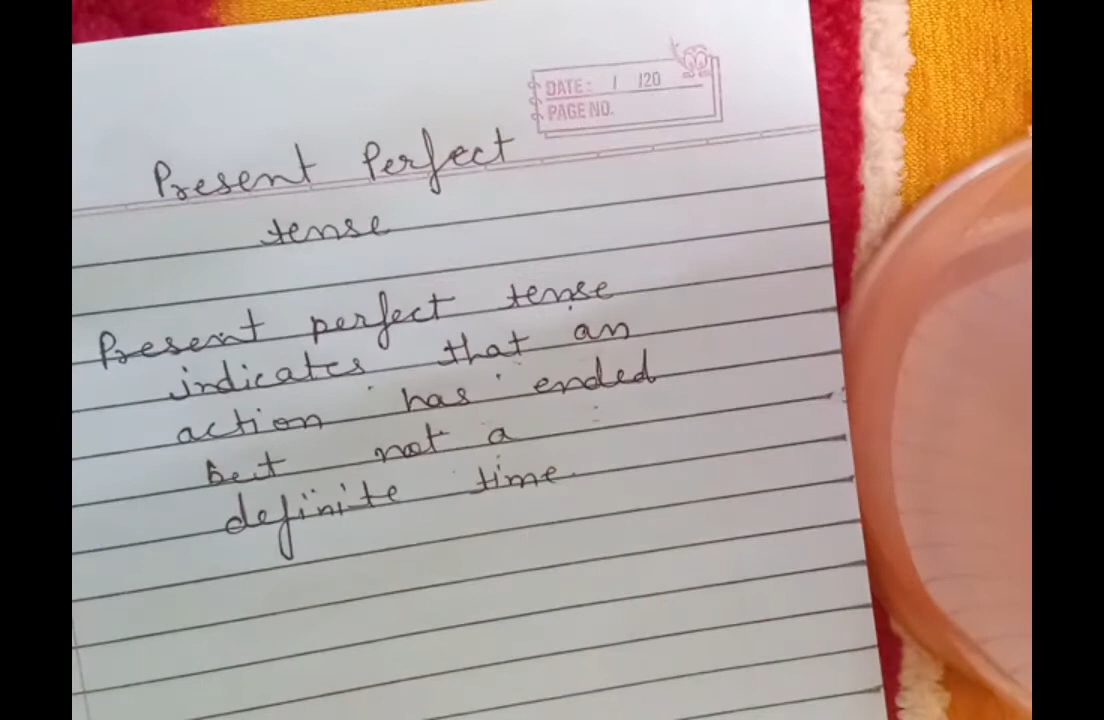 DATE: / /20
PAGE NO.
Present Perfect
tense
Present perfect tense
indicates that an
action has ended
but not a
definite time